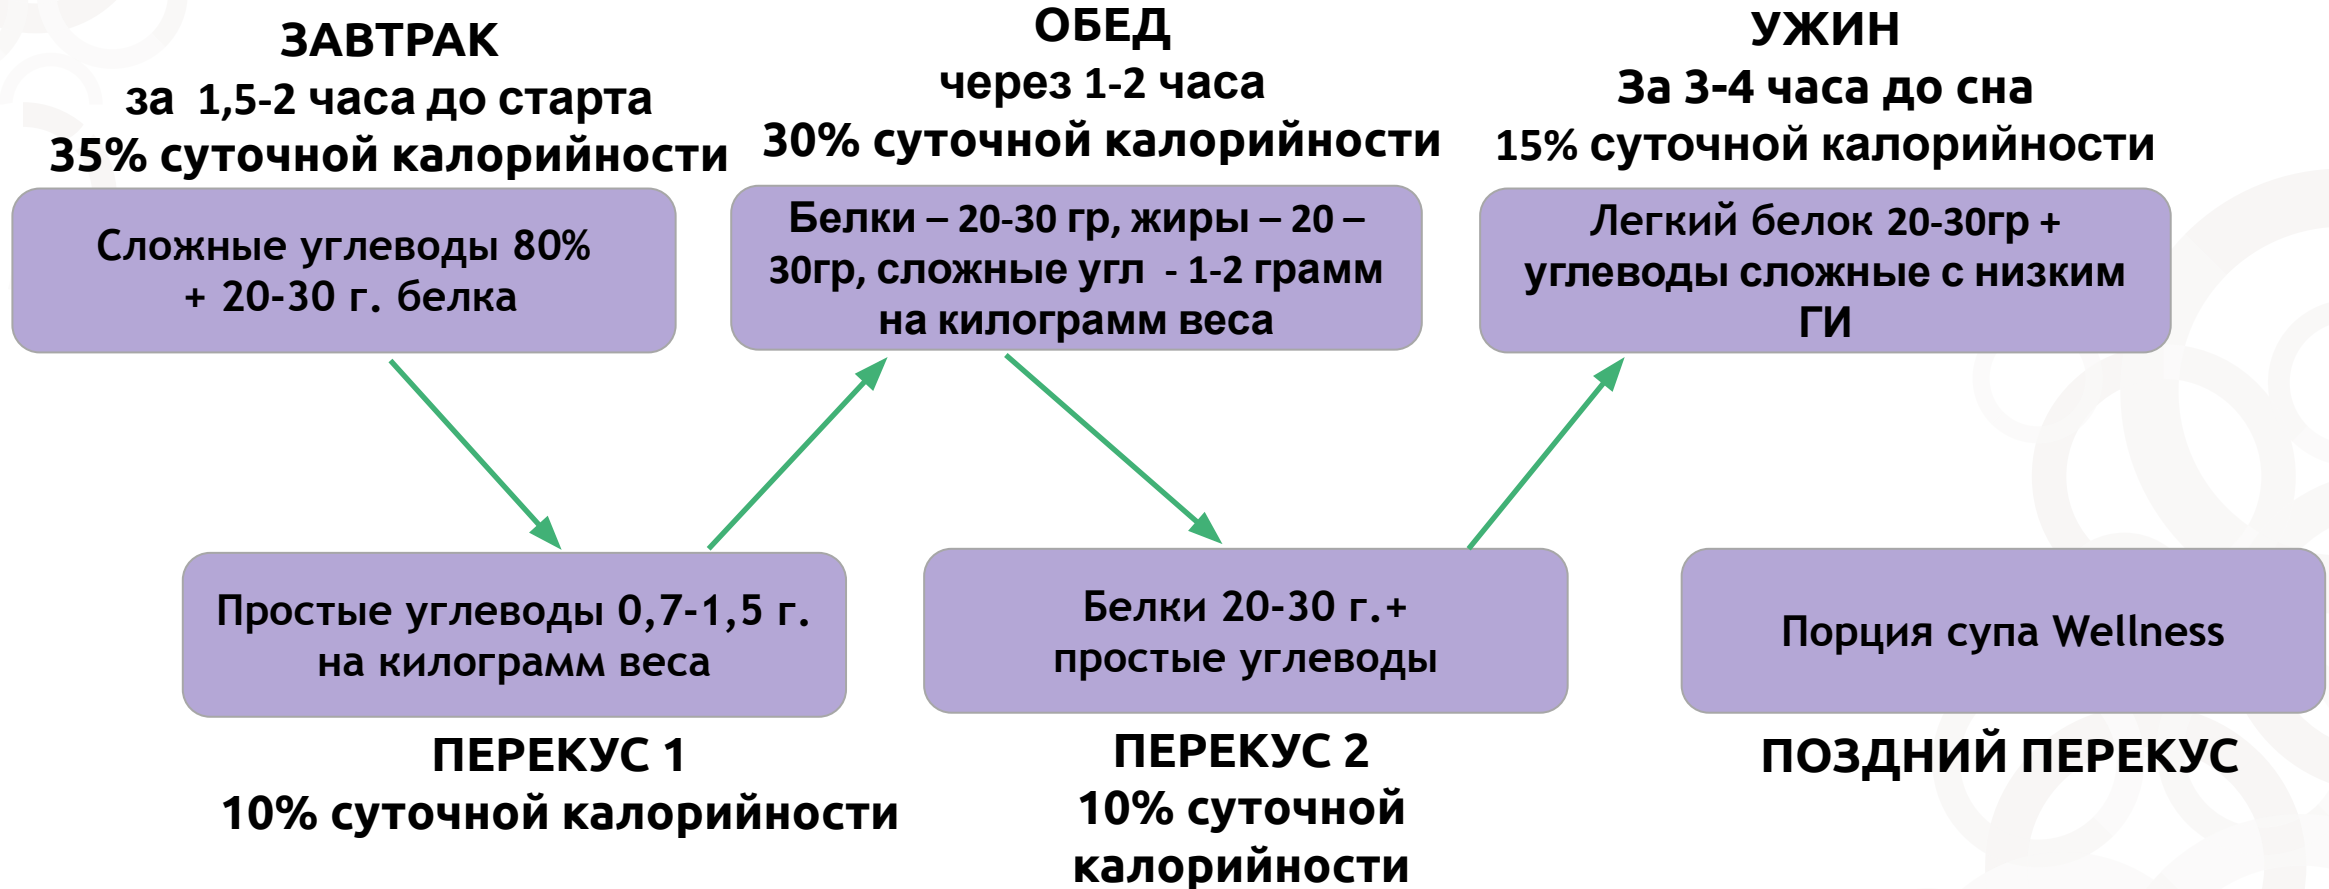 ЗАВТРАК
за 1,5-2 часа до старта
35% суточной калорийности
Сложные углеводы 80%
+ 20-30 г. белка
ОБЕД
через 1-2 часа
30% суточной калорийности
Белки – 20-30 гр, жиры – 20 –
30гр, сложные угл - 1-2 грамм
на килограмм веса
УЖИН
За 3-4 часа до сна
15% суточной калорийности
Легкий белок 20-30гр +
углеводы сложные с низким
ГИ
Простые углеводы 0,7-1,5 г.
на килограмм веса
ПЕРЕКУС 1
10% суточной калорийности
Белки 20-30 г.+
простые углеводы
ПЕРЕКУС 2
10% суточной
калорийности
Порция супа Wellness
ПОЗДНИЙ ПЕРЕКУС